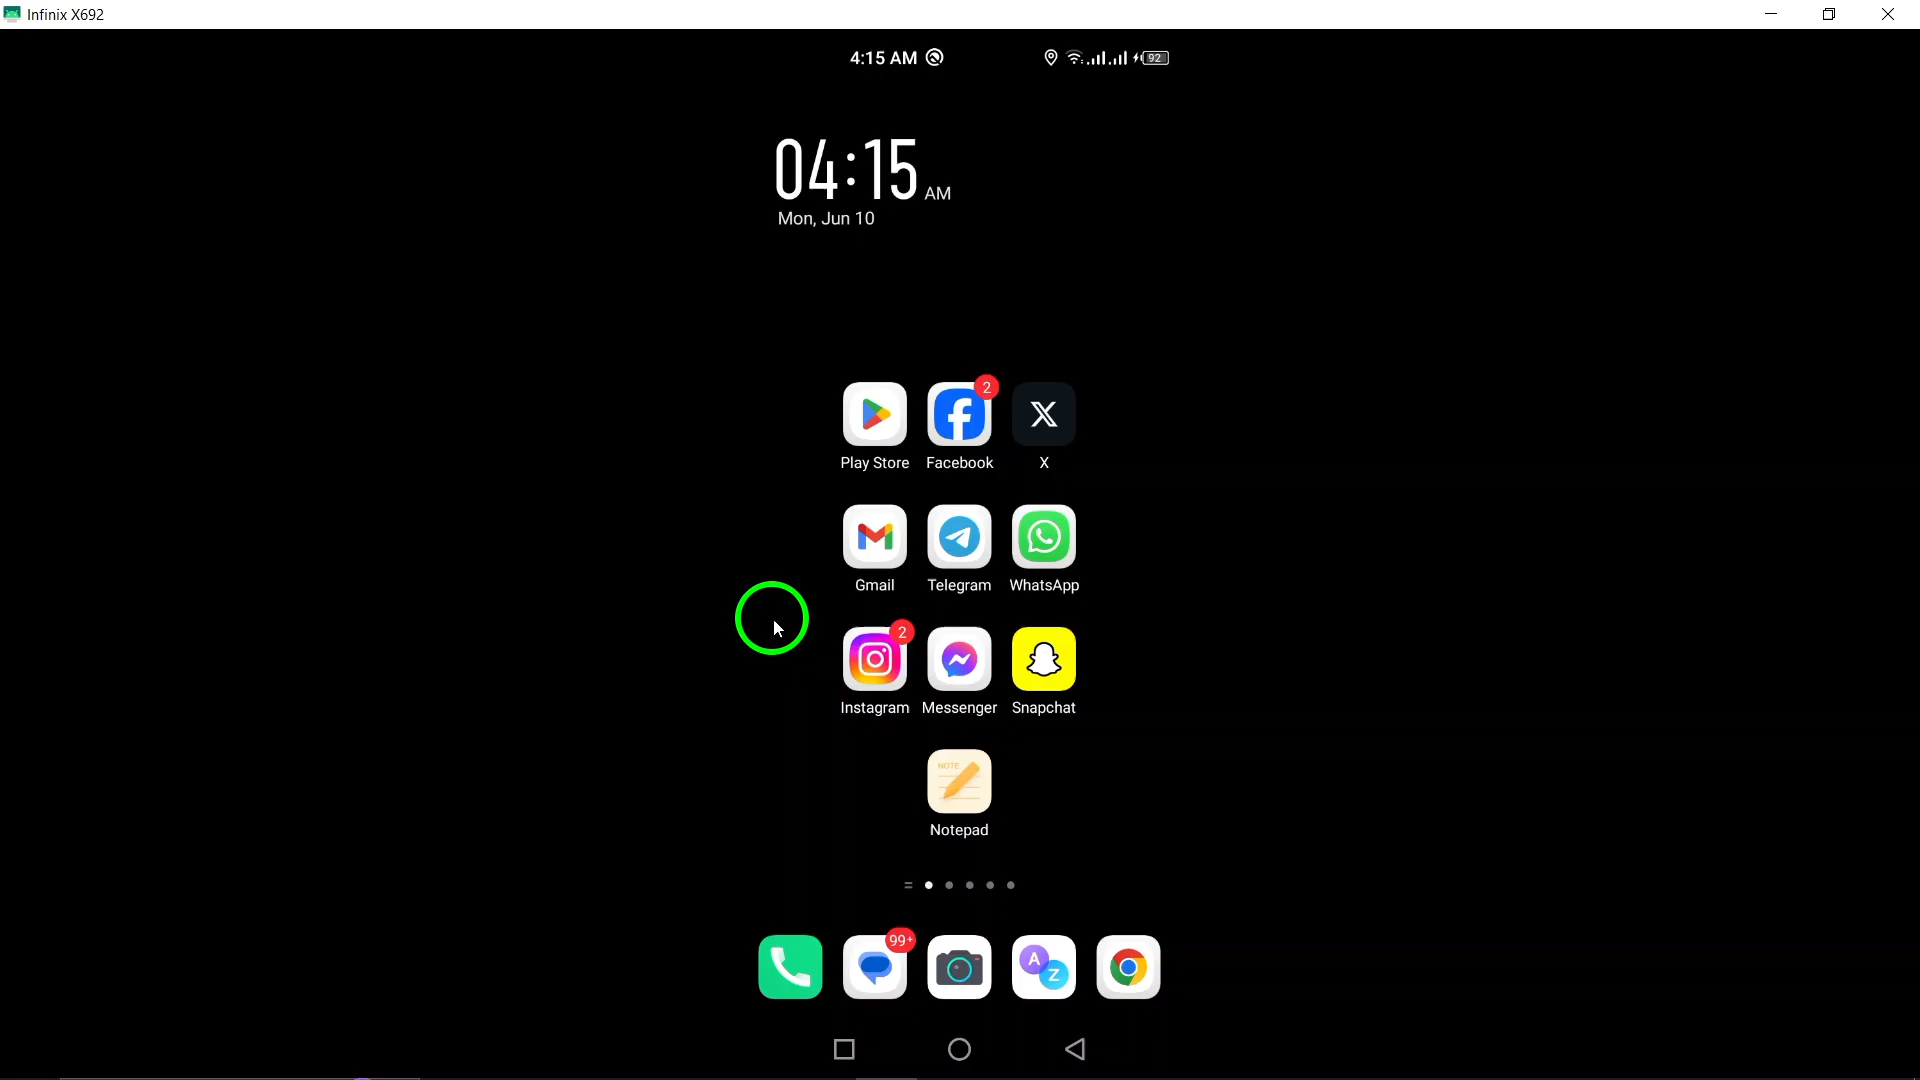 Infinix X692
4:15 AM
92
04:15 AM
Mon, Jun 10
2
Play Store Facebook X
Gmail Telegram WhatsApp
2
Instagram Messenger Snapchat
NOTE
Notepad
99+
A
Z